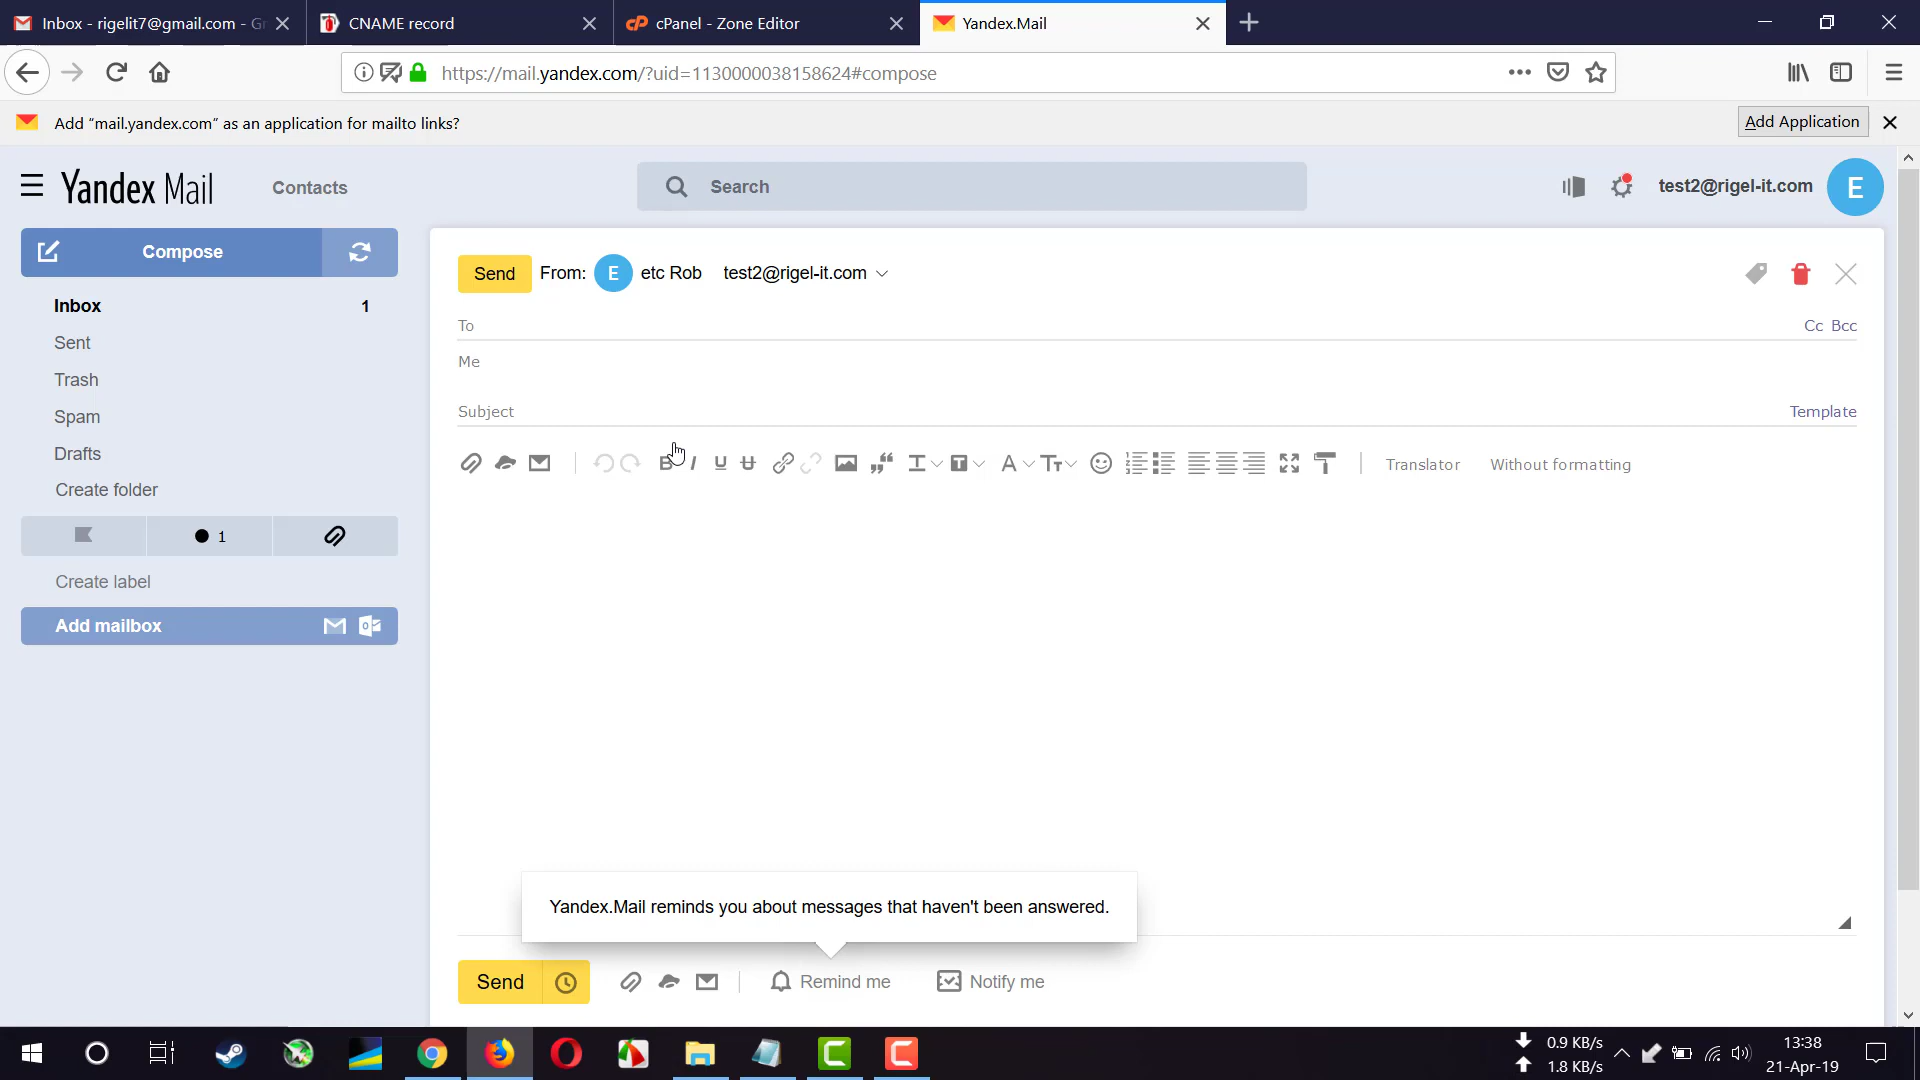 Inbox - rigelit7@gmail.com - G
CNAME record
cPanel - Zone Editor
Yandex.Mail
https://mail.yandex.com/?uid=1130000038158624#compose
Add “mail.yandex.com” as an application for mailto links?
Add Application
Yandex Mail
Contacts
Search
test2@rigel-it.com
E
Compose
Inbox 1
Sent
Trash
Spam
Drafts
Create folder
1
Create label
Add mailbox
Send From: E etc Rob test2@rigel-it.com
To
Cc Bcc
Me
Subject
Template
Translator
Without formatting
Yandex.Mail reminds you about messages that haven't been answered.
Send
Remind me
Notify me
0.9 KB/s
1.8 KB/s
13:38
21-Apr-19